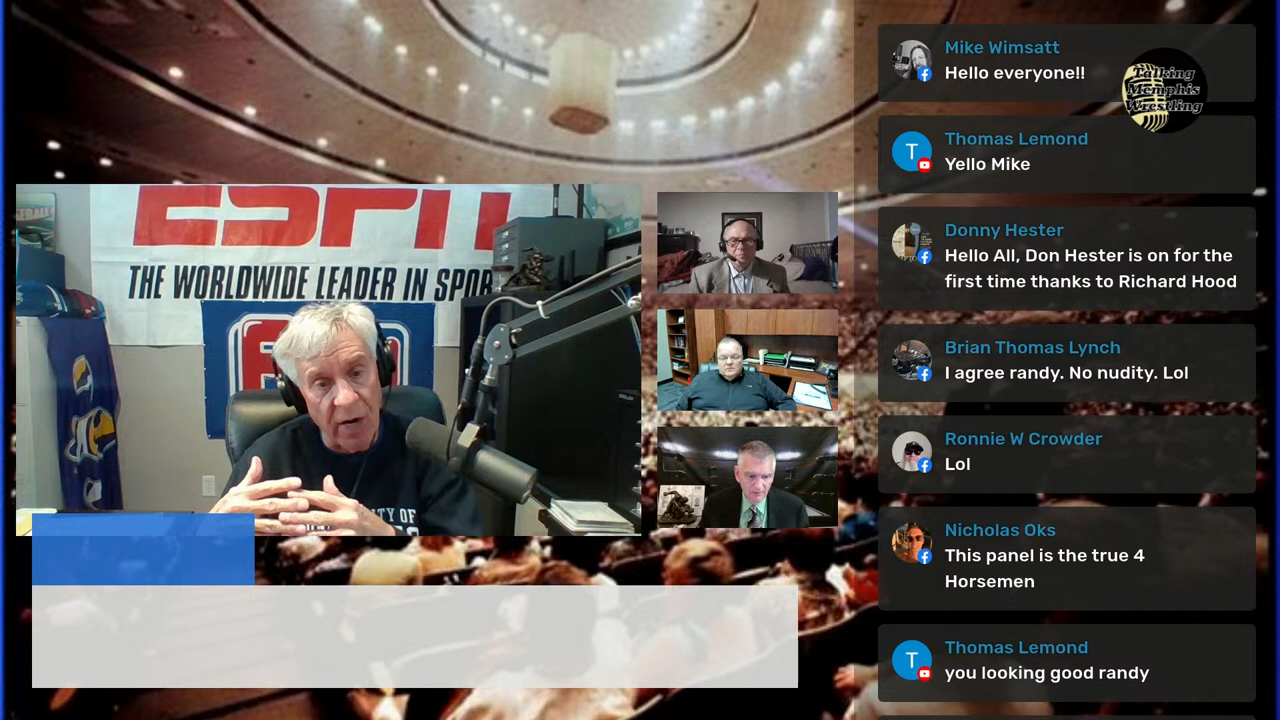 ESPN
THE WORLDWIDE LEADER IN SPOR
ITY OF
Talking
Memphis
Wrestling
Mike Wimsatt
Hello everyone!!
T
Thomas Lemond
Yello Mike
Donny Hester
Hello All, Don Hester is on for the
first time thanks to Richard Hood
Brian Thomas Lynch
I agree randy. No nudity. Lol
Ronnie W Crowder
Lol
Nicholas Oks
This panel is the true 4
Horsemen
T
Thomas Lemond
you looking good randy